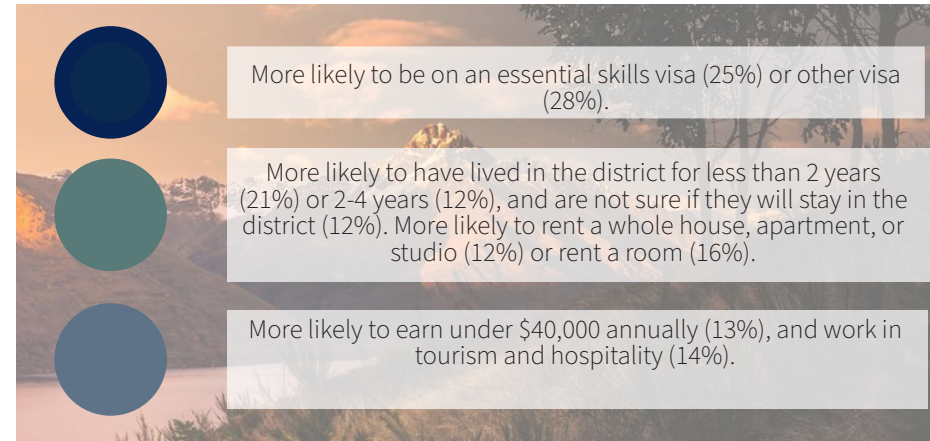 More likely to be on an essential skills visa (25%) or other visa
(28%).
More likely to have lived in the district for less than 2 years
(21%) or 2-4 years (12%), and are not sure if they will stay in the
district (12%). More likely to rent a whole house, apartment, or
studio (12%) or rent a room (16%).
More likely to earn under $40,000 annually (13%), and work in
tourism and hospitality (14%).